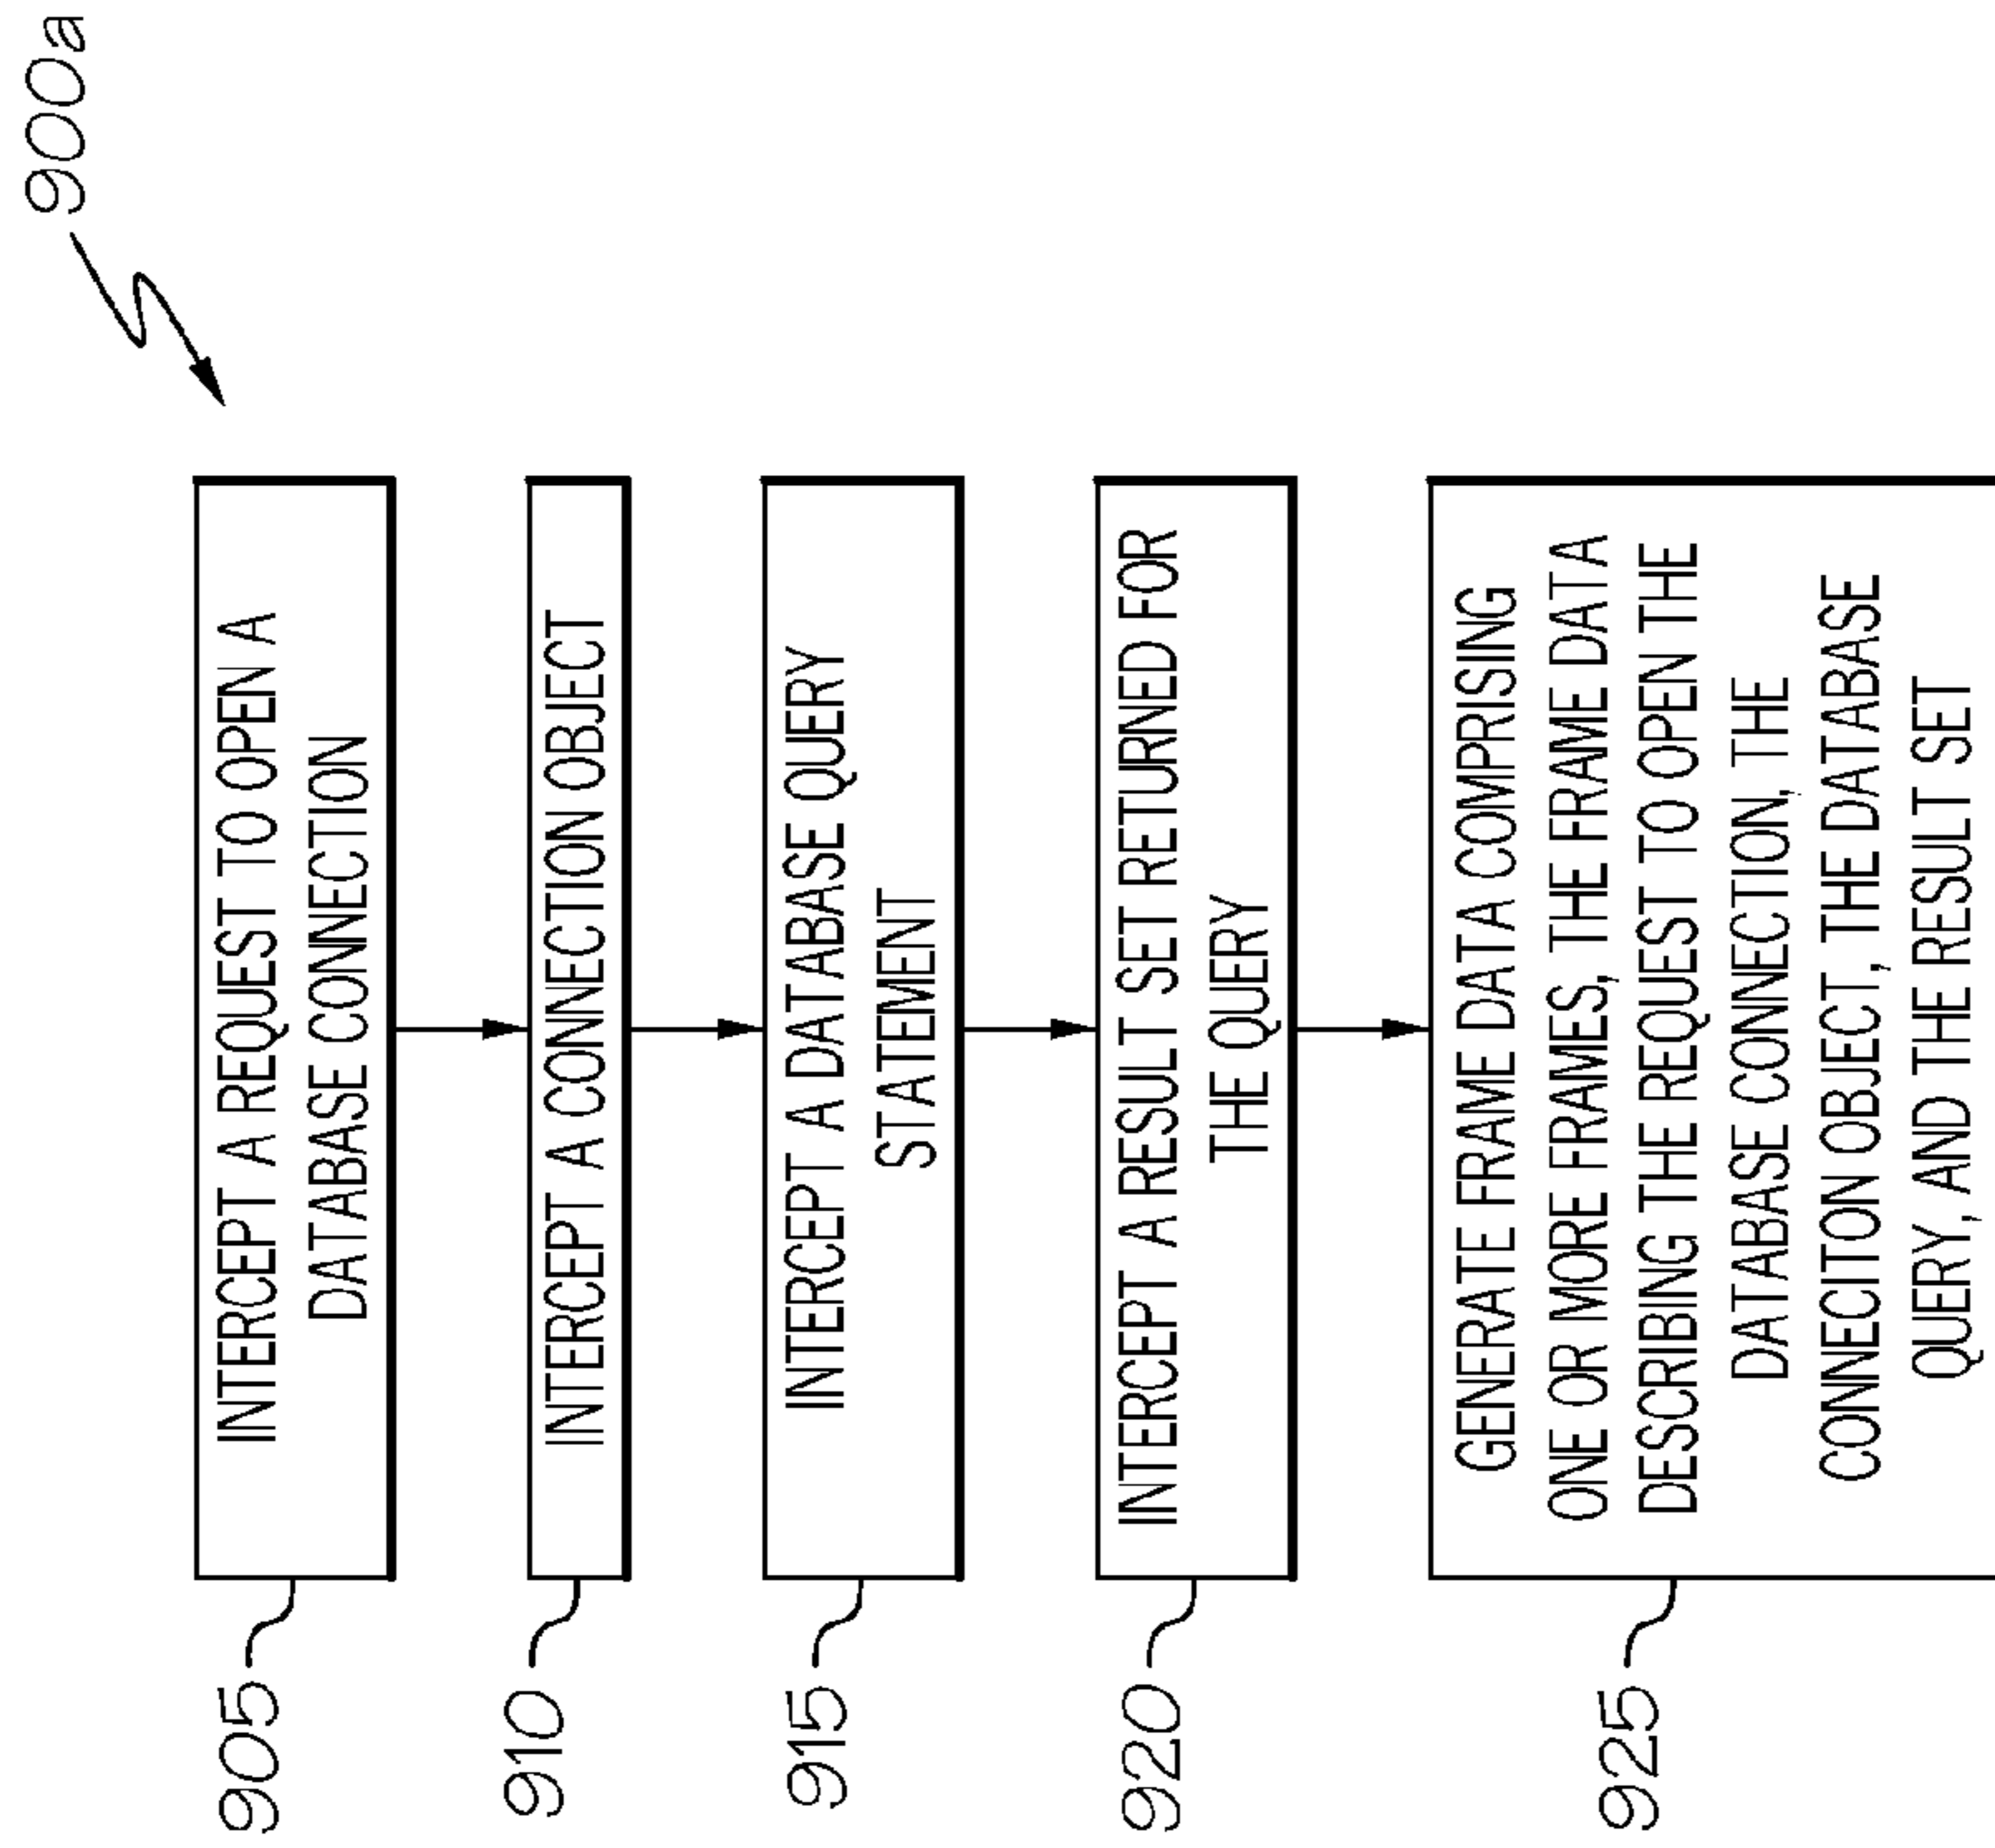 900a
905
INTERCEPT A REQUEST TO OPEN A
DATABASE CONNECTION
910
INTERCEPT A CONNECTION OBJECT
915
INTERCEPT A DATABASE QUERY
STATEMENT
920
INTERCEPT A RESULT SET RETURNED FOR
THE QUERY
925
GENERATE FRAME DATA COMPRISING
ONE OR MORE FRAMES, THE FRAME DATA
DESCRIBING THE REQUEST TO OPEN THE
DATABASE CONNECTION, THE
CONNECITON OBJECT, THE DATABASE
QUERY, AND THE RESULT SET